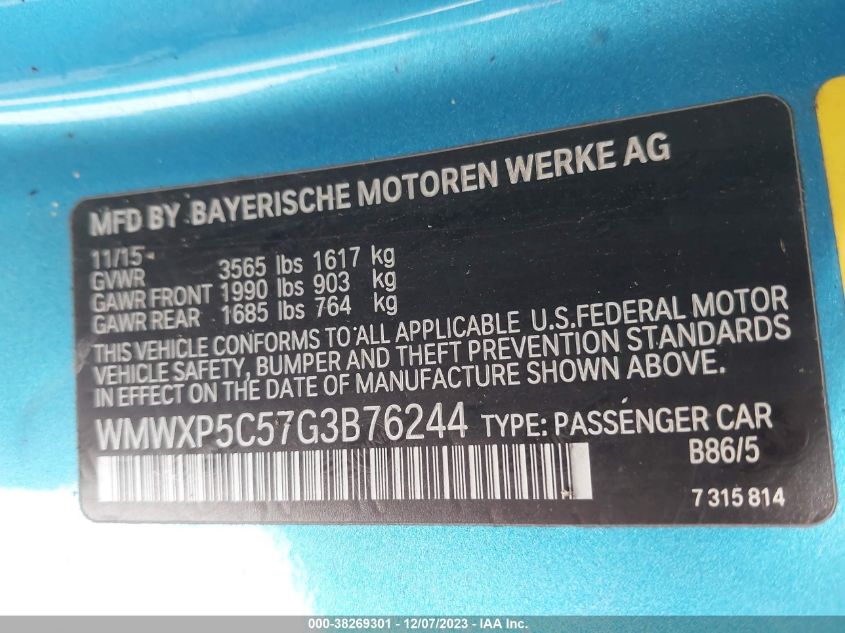 MFD BY BAYERISCHE MOTOREN WERKE AG
11/15
GVWR 3565 lbs 1617 kg
GAWR FRONT 1990 lbs 903 kg
GAWR REAR 1685 lbs 764 kg
THIS VEHICLE CONFORMS TO ALL APPLICABLE U.S.FEDERAL MOTOR
VEHICLE SAFETY, BUMPER AND THEFT PREVENTION STANDARDS
IN EFFECT ON THE DATE OF MANUFACTURE SHOWN ABOVE.
WMWXP5C57G3B76244 TYPE: PASSENGER CAR
B86/5
7 315 814
000-38269301 - 12/07/2023 - IAA Inc.